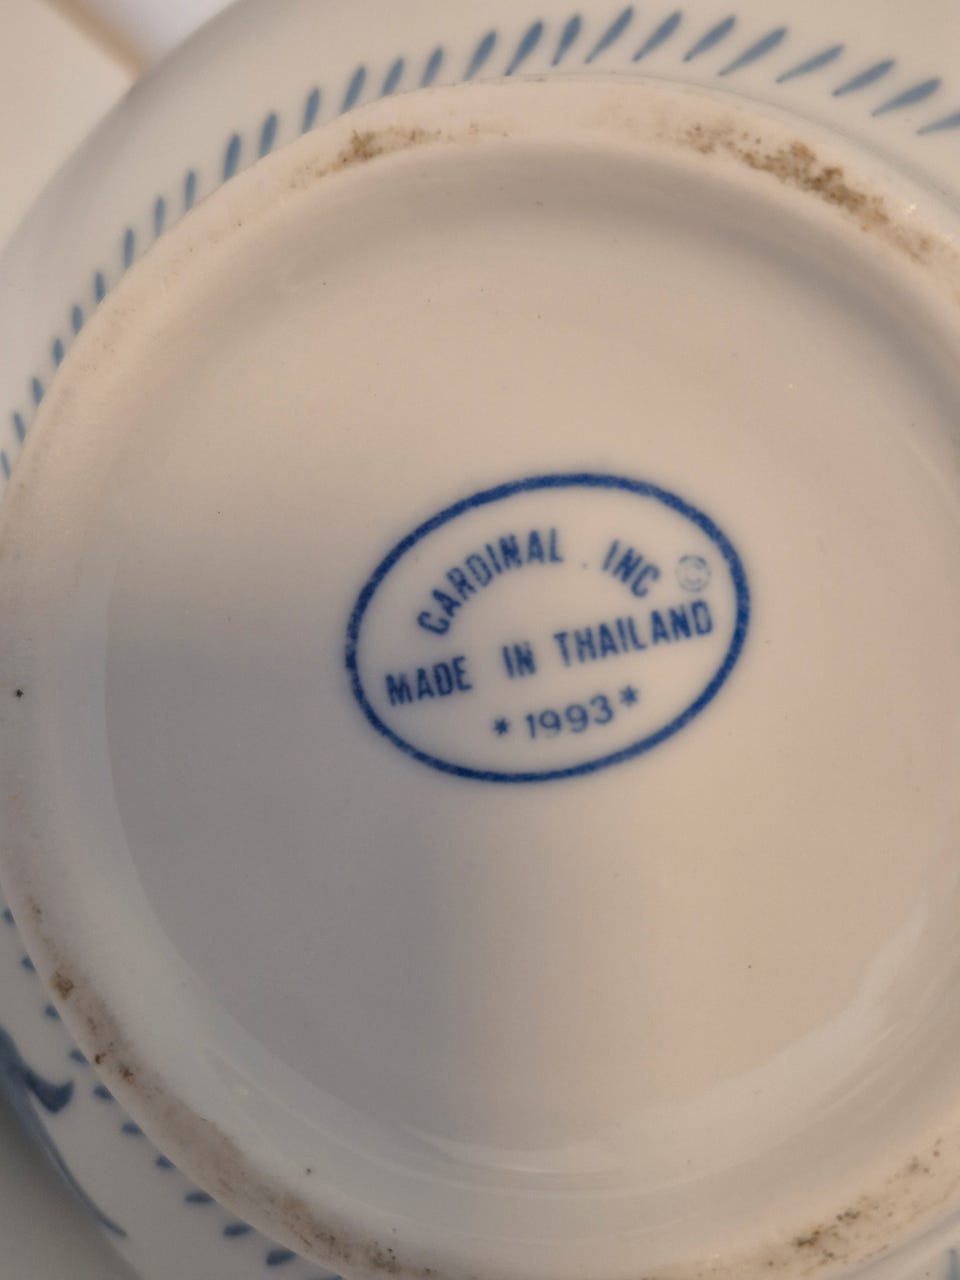 CARDINAL . INC ©
MADE IN THAILAND
* 1993 *